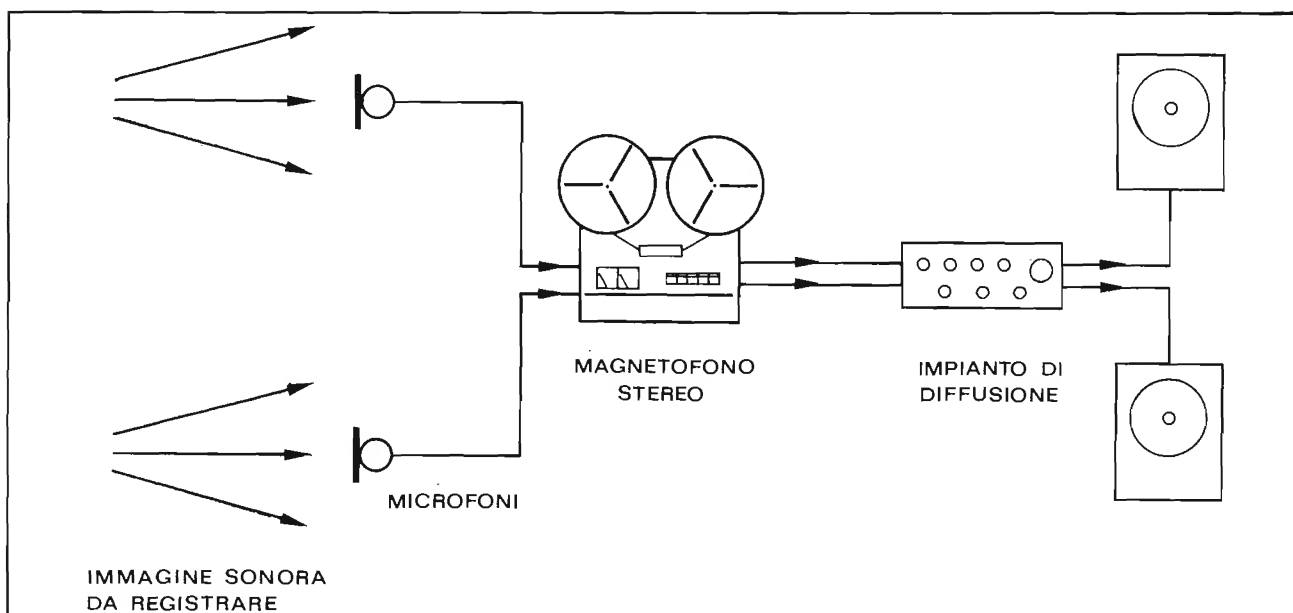 MAGNETOFONO
STEREO
IMPIANTO DI
DIFFUSIONE
MICROFONI
IMMAGINE SONORA
DA REGISTRARE